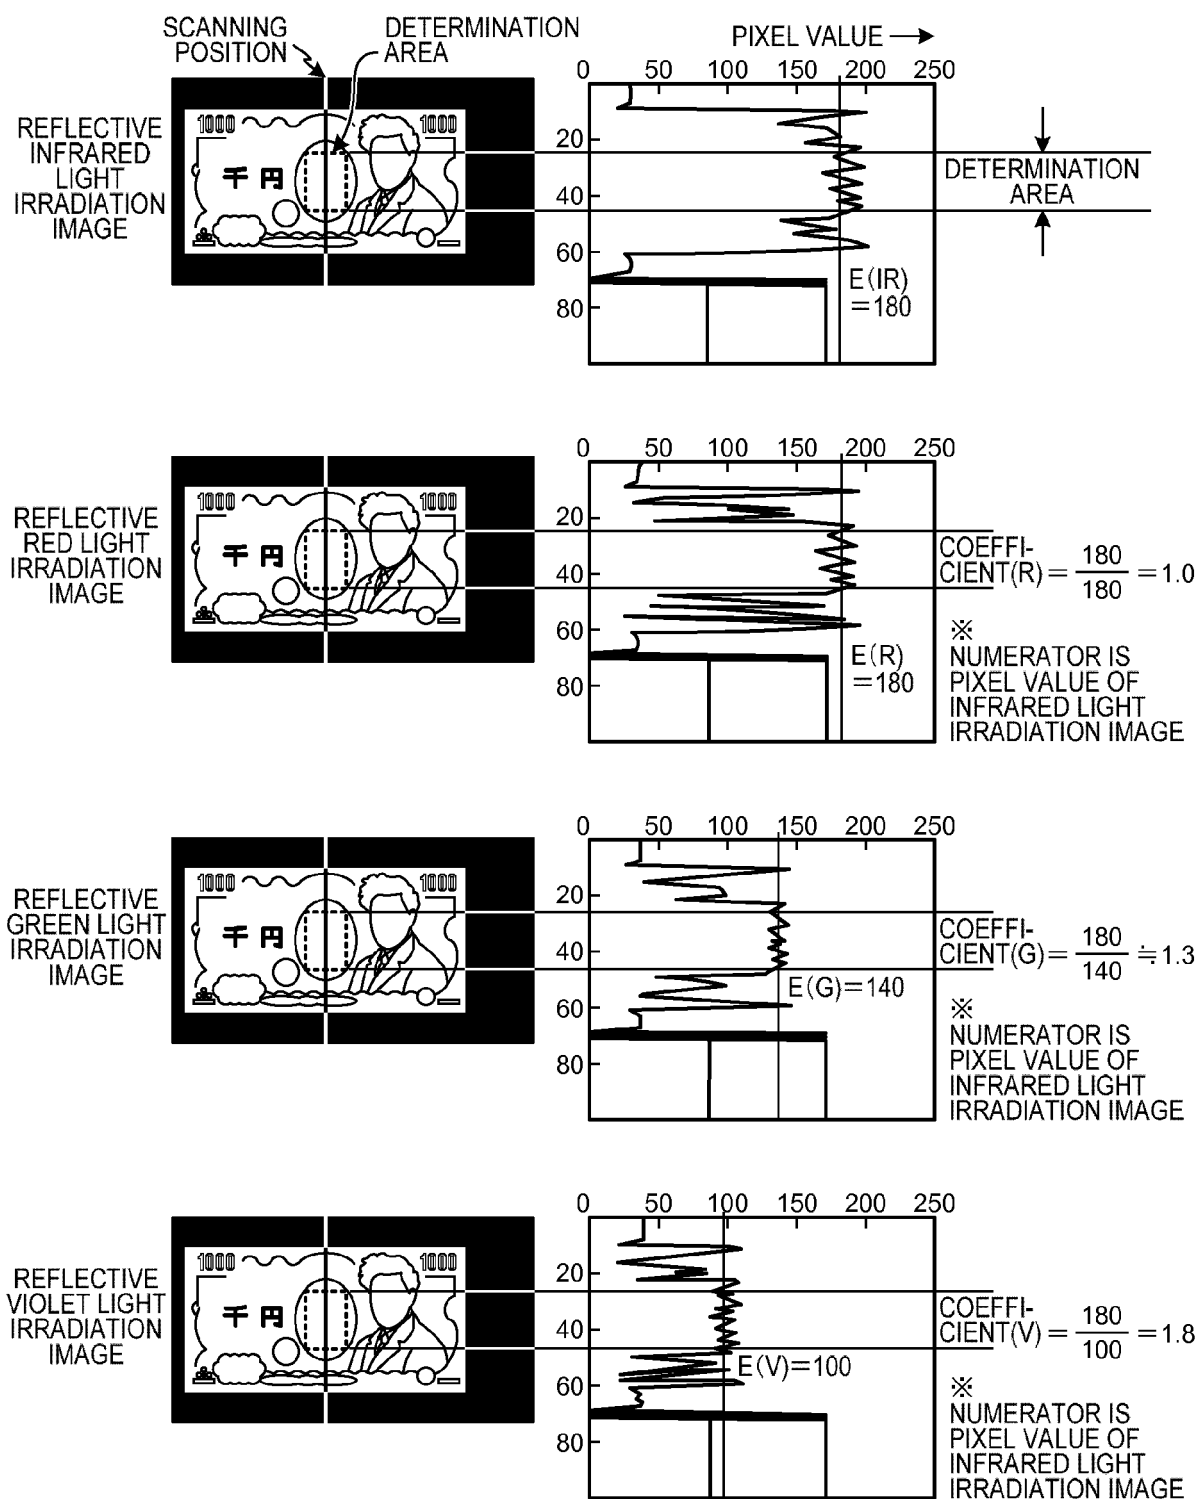 SCANNING
POSITION
DETERMINATION
AREA
PIXEL VALUE →
0 50 100 150 200 250
REFLECTIVE
INFRARED
LIGHT
IRRADIATION
IMAGE
1000 1000
千円
20
40
60
80
DETERMINATION
AREA
E(IR)
=180
0 50 100 150 200 250
REFLECTIVE
RED LIGHT
IRRADIATION
IMAGE
1000 1000
千円
20
40
60
80
E(R)
=180
COEFFI-
CIENT(R) = 180/180 = 1.0
※
NUMERATOR IS
PIXEL VALUE OF
INFRARED LIGHT
IRRADIATION IMAGE
0 50 100 150 200 250
REFLECTIVE
GREEN LIGHT
IRRADIATION
IMAGE
1000 1000
千円
20
40
60
80
E(G)=140
COEFFI-
CIENT(G) = 180/140 ≒ 1.3
※
NUMERATOR IS
PIXEL VALUE OF
INFRARED LIGHT
IRRADIATION IMAGE
0 50 100 150 200 250
REFLECTIVE
VIOLET LIGHT
IRRADIATION
IMAGE
1000 1000
千円
20
40
60
80
E(V)=100
COEFFI-
CIENT(V) = 180/100 = 1.8
※
NUMERATOR IS
PIXEL VALUE OF
INFRARED LIGHT
IRRADIATION IMAGE